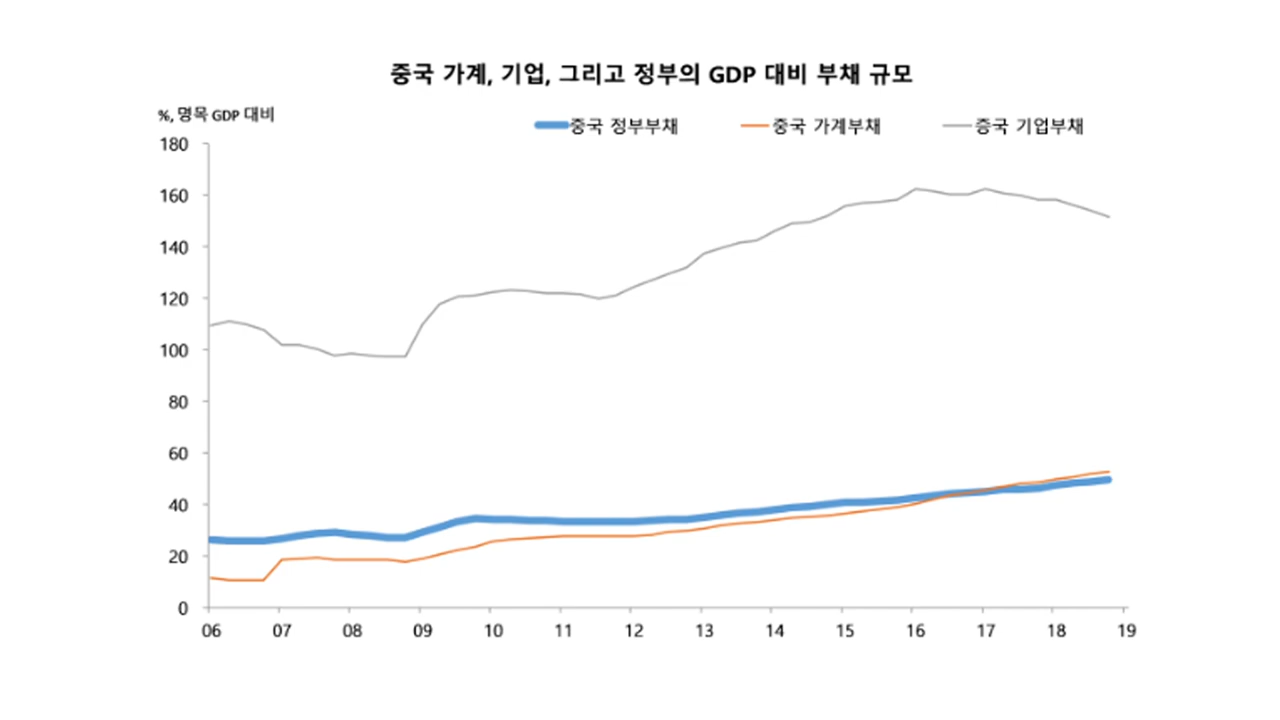 중국 가계, 기업, 그리고 정부의 GDP 대비 부채 규모
%, 명목 GDP 대비
중국 정부부채 중국 가계부채 중국 기업부채
180
160
140
120
100
80
60
40
20
0
06 07 08 09 10 11 12 13 14 15 16 17 18 19